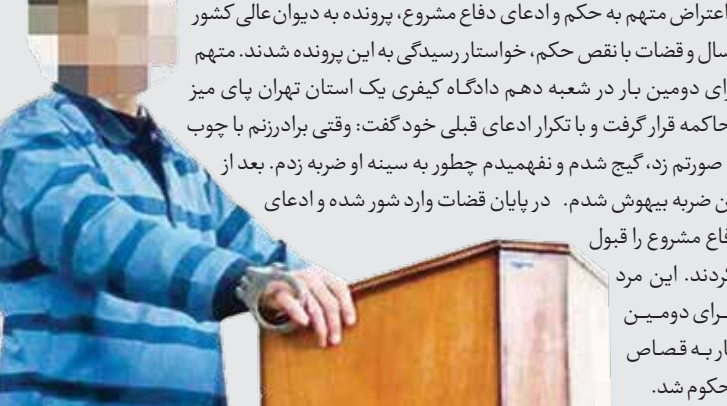 اعتراض متهم به حکم و ادعای دفاع مشروع، پرونده به دیوان عالی کشور
سال و قضات با نقص حکم، خواستار رسیدگی به این پرونده شدند. متهم
رای دومین بار در شعبه دهم دادگاه کیفری یک استان تهران پای میز
حاکمه قرار گرفت و با تکرار ادعای قبلی خود گفت: وقتی برادرزنم با چوب
صورتم زد، گیج شدم و نفهمیدم چطور به سینه او ضربه زدم. بعد از
ن ضربه بیهوش شدم. در پایان قضات وارد شور شده و ادعای
فاع مشروع را قبول
کردند. این مرد
رای دومین
ار به قصاص
حکوم شد.